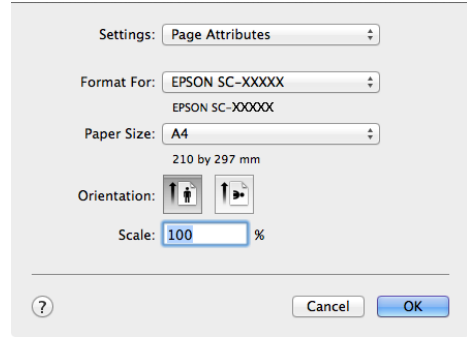 Settings: Page Attributes
Format For: EPSON SC-XXXXX
EPSON SC-XXXXX
Paper Size: A4
210 by 297 mm
Orientation:
Scale: 100 %
? Cancel OK